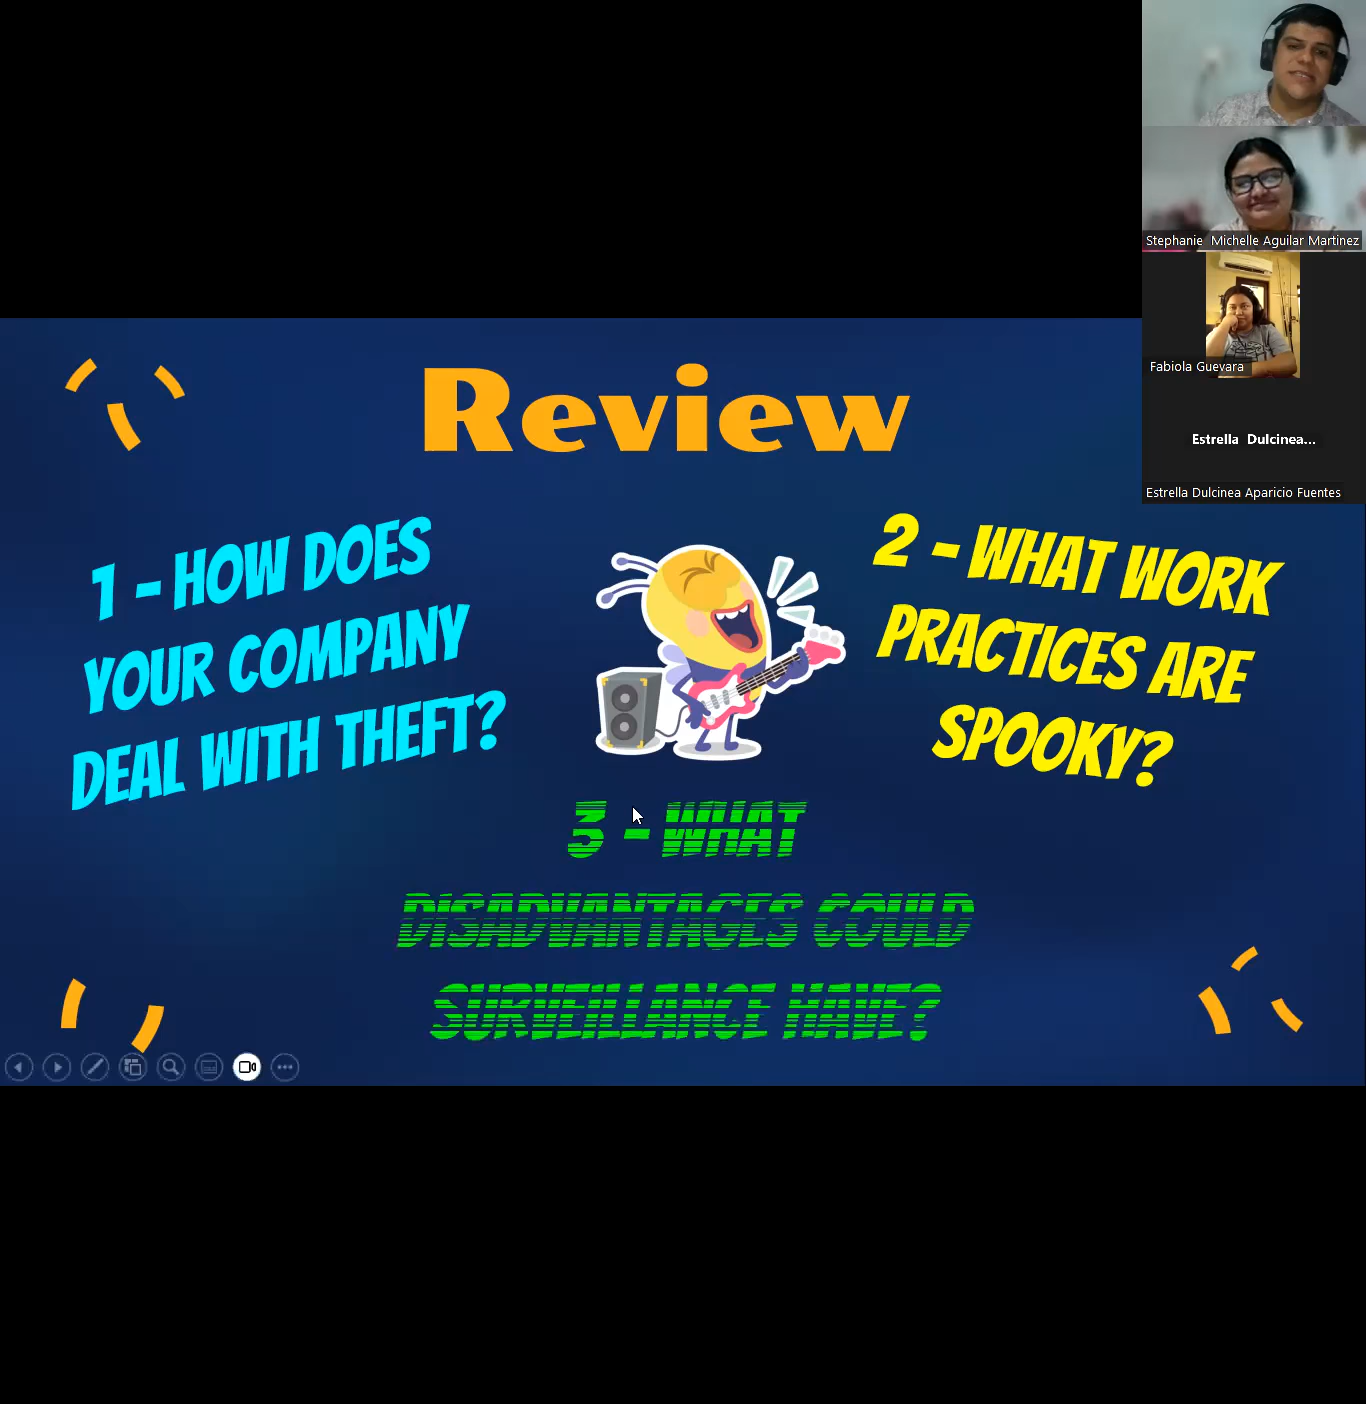 Stephanie  Michelle Aguilar Martinez
Fabiola Guevara
Estrella  Dulcinea...
Estrella Dulcinea Aparicio Fuentes
Review
1 - HOW DOES
YOUR COMPANY
DEAL WITH THEFT?
2 - WHAT WORK
PRACTICES ARE
SPOOKY?
3 - WHAT
DISADVANTAGES COULD
SURVEILLANCE HAVE?